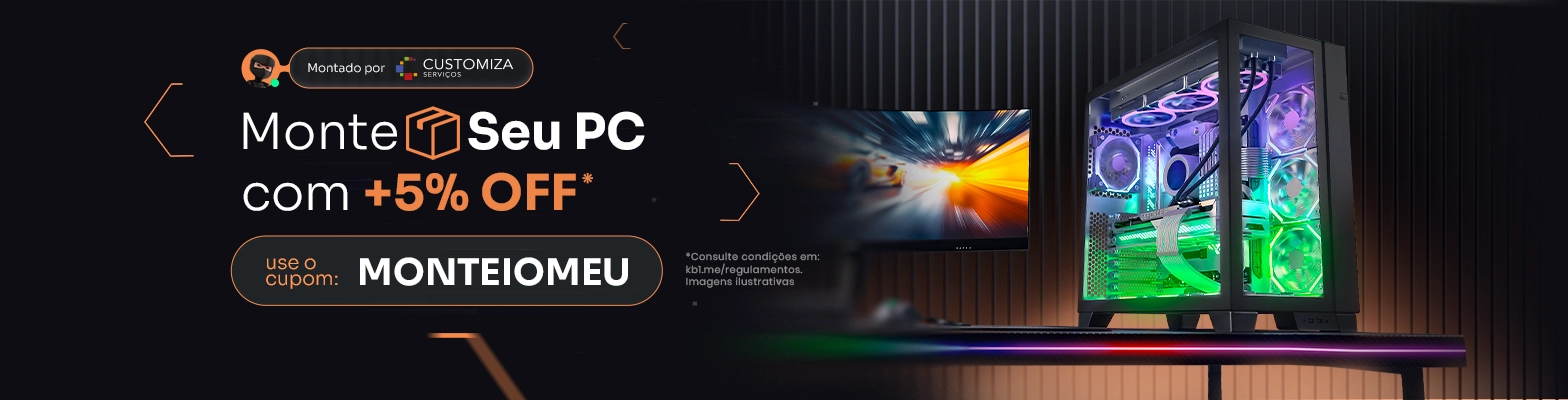 Montado por CUSTOMIZA SERVIÇOS
Monte Seu PC
com +5% OFF*
use o cupom: MONTEIOMEU
*Consulte condições em:
kb1.me/regulamentos.
Imagens ilustrativas
GEFORCE